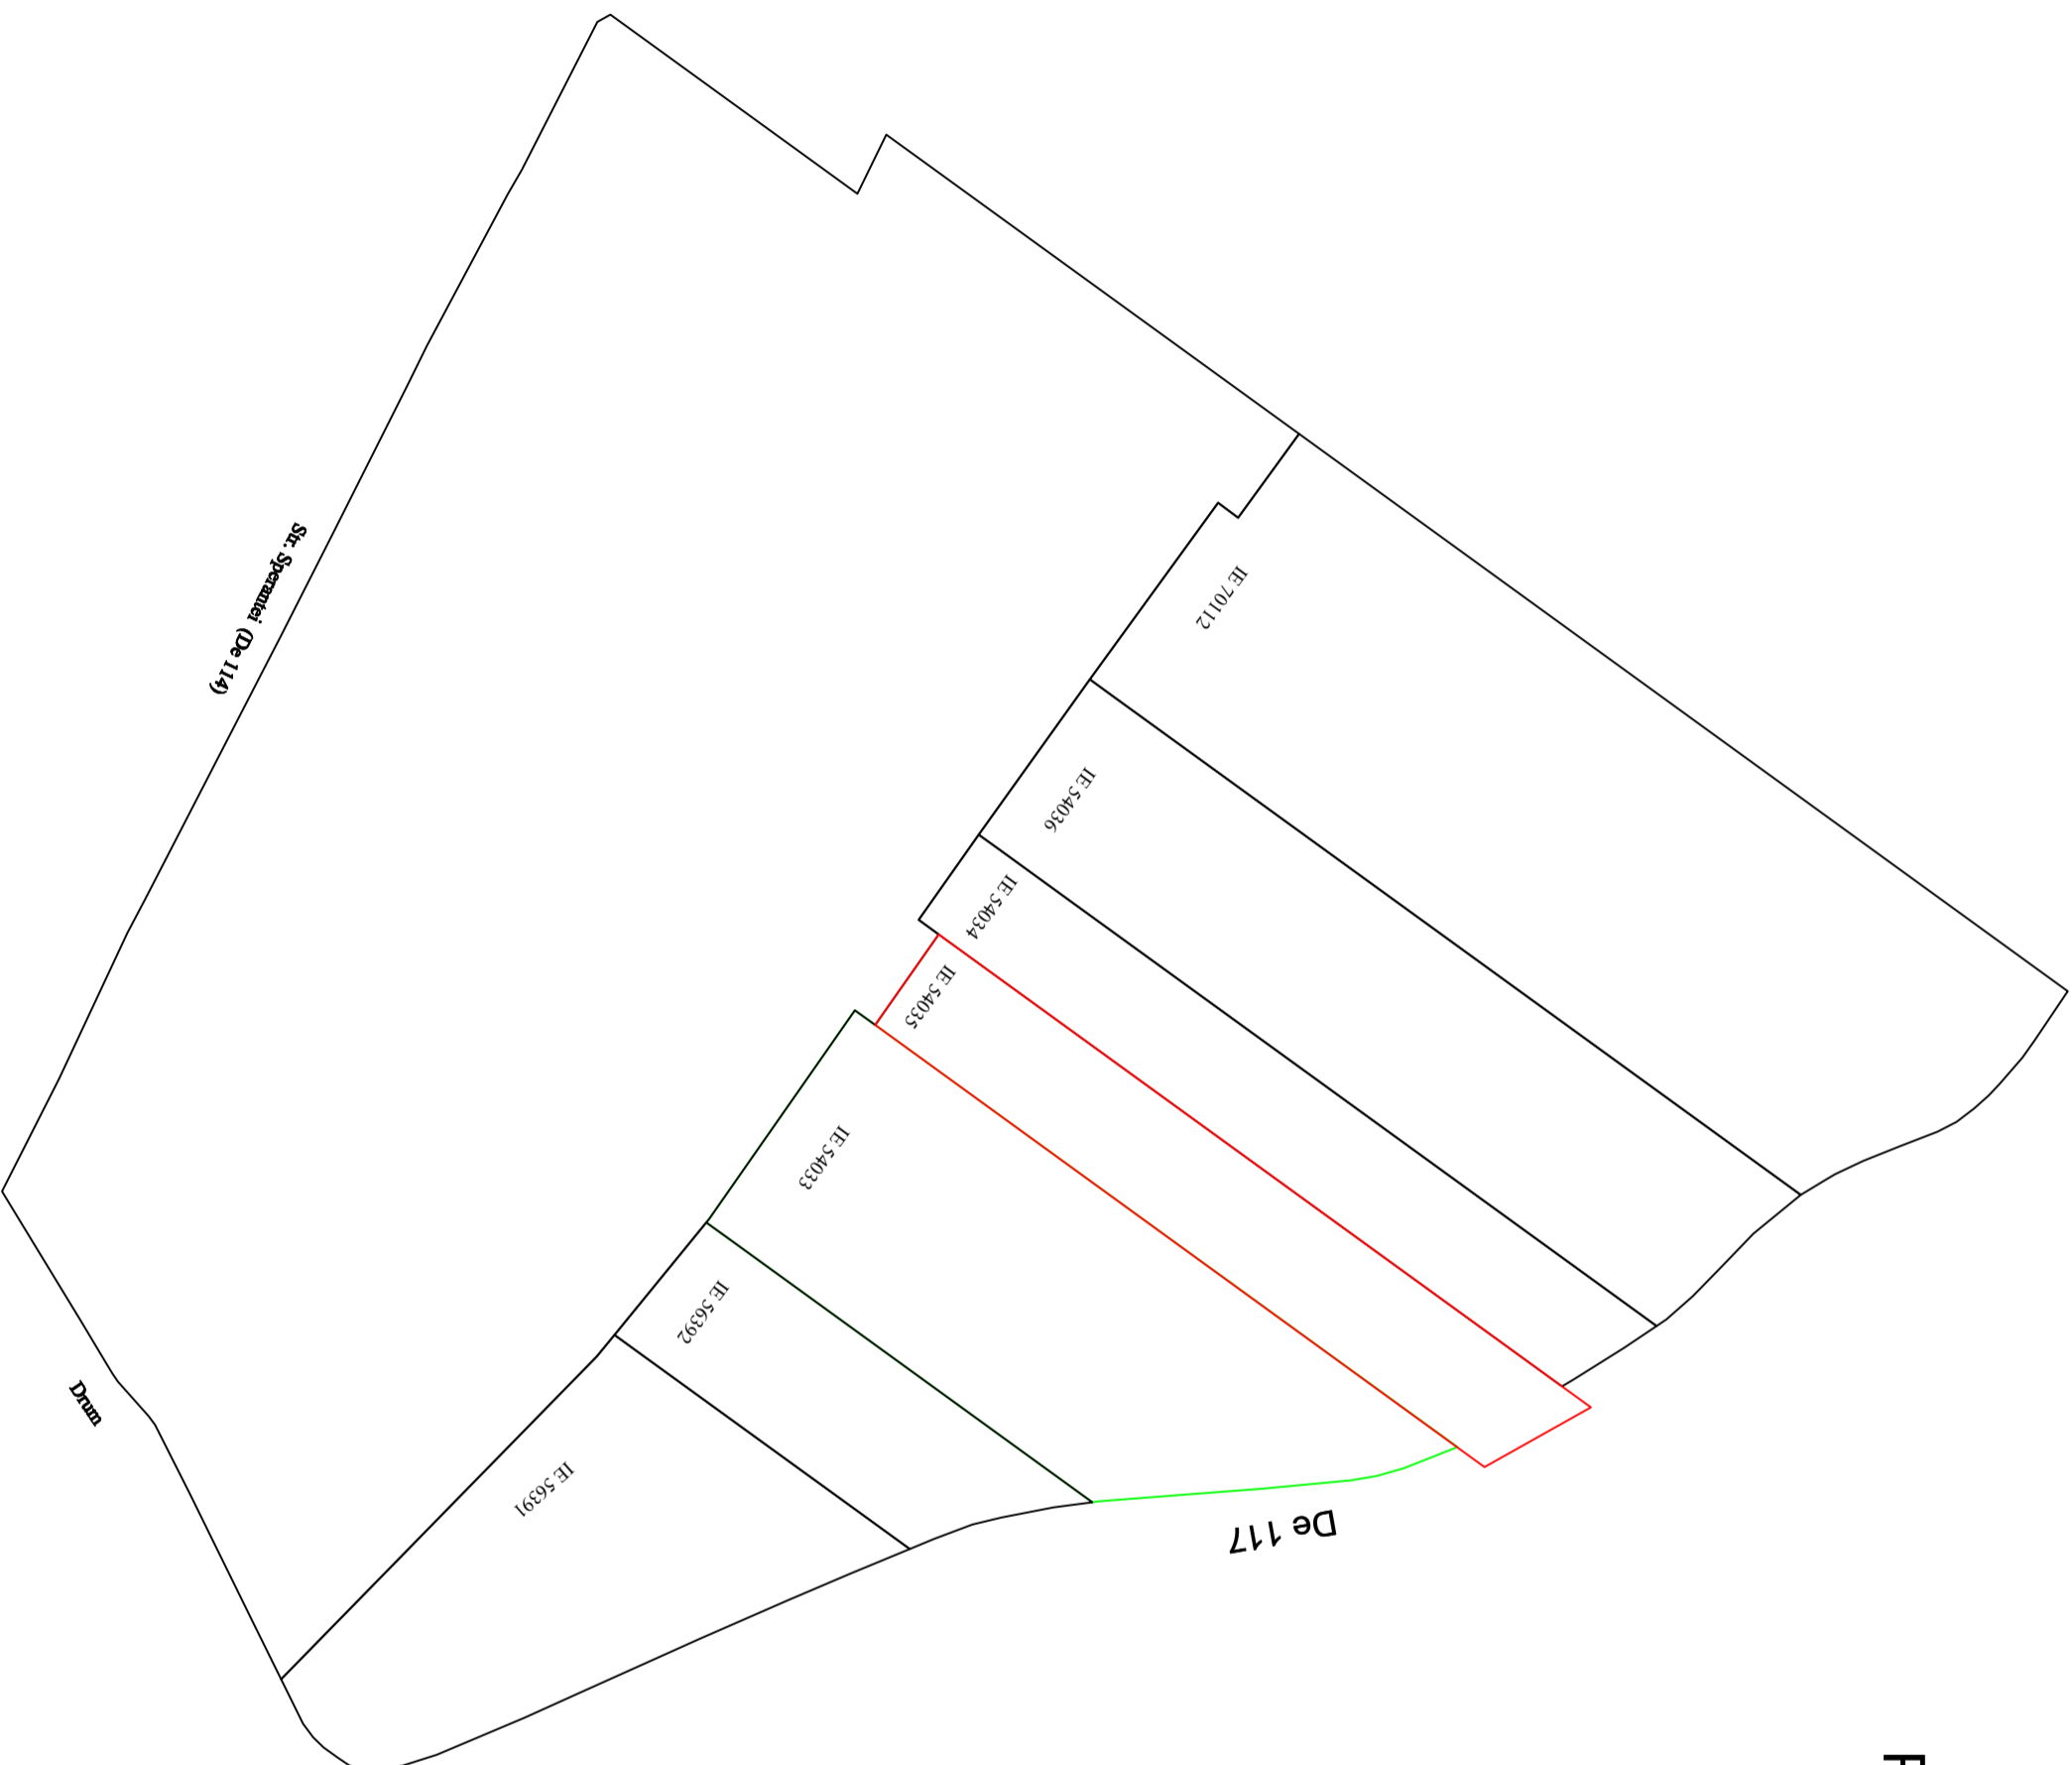 Str. Sperantei (De 114)
IE 70112
IE 54036
IE 54034
IE 54035
IE 54033
IE 56392
IE 56391
Drum
De 117